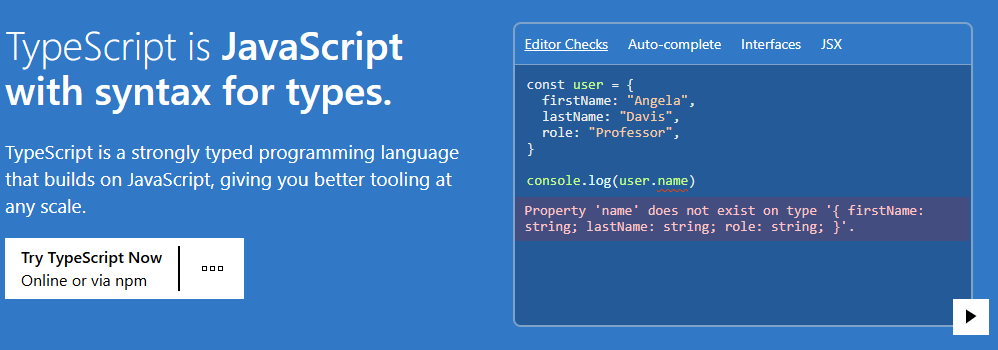 TypeScript is JavaScript
with syntax for types.
TypeScript is a strongly typed programming language
that builds on JavaScript, giving you better tooling at
any scale.
Try TypeScript Now
Online or via npm
Editor Checks Auto-complete Interfaces JSX
const user = {
  firstName: "Angela",
  lastName: "Davis",
  role: "Professor",
}
console.log(user.name)
Property 'name' does not exist on type '{ firstName:
string; lastName: string; role: string; }'.